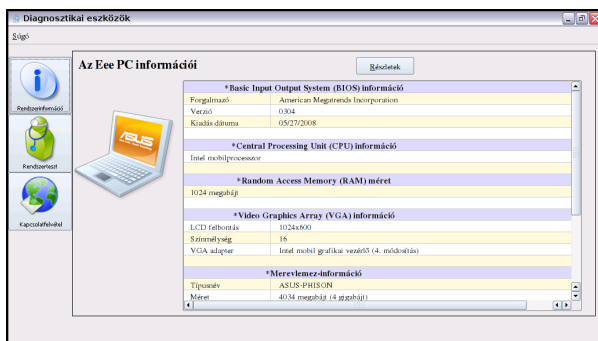 Diagnosztikai eszközök
Súgó
Az Eee PC információi
Részletek
Rendszerinformáció
Rendszerteszt
Kapcsolatfelvétel
ASUS
*Basic Input Output System (BIOS) információ
Forgalmazó American Megatrends Incorporation
Verzió 0304
Kiadás dátuma 05/27/2008
*Central Processing Unit (CPU) információ
Intel mobilprocesszor
*Random Access Memory (RAM) méret
1024 megabájt
*Video Graphics Array (VGA) információ
LCD felbontás 1024x600
Színmélység 16
VGA adapter Intel mobil grafikai vezérlő (4. módosítás)
*Merevlemez-információ
Típusnév ASUS-PHISON
Méret 4034 megabájt (4 gigabájt)